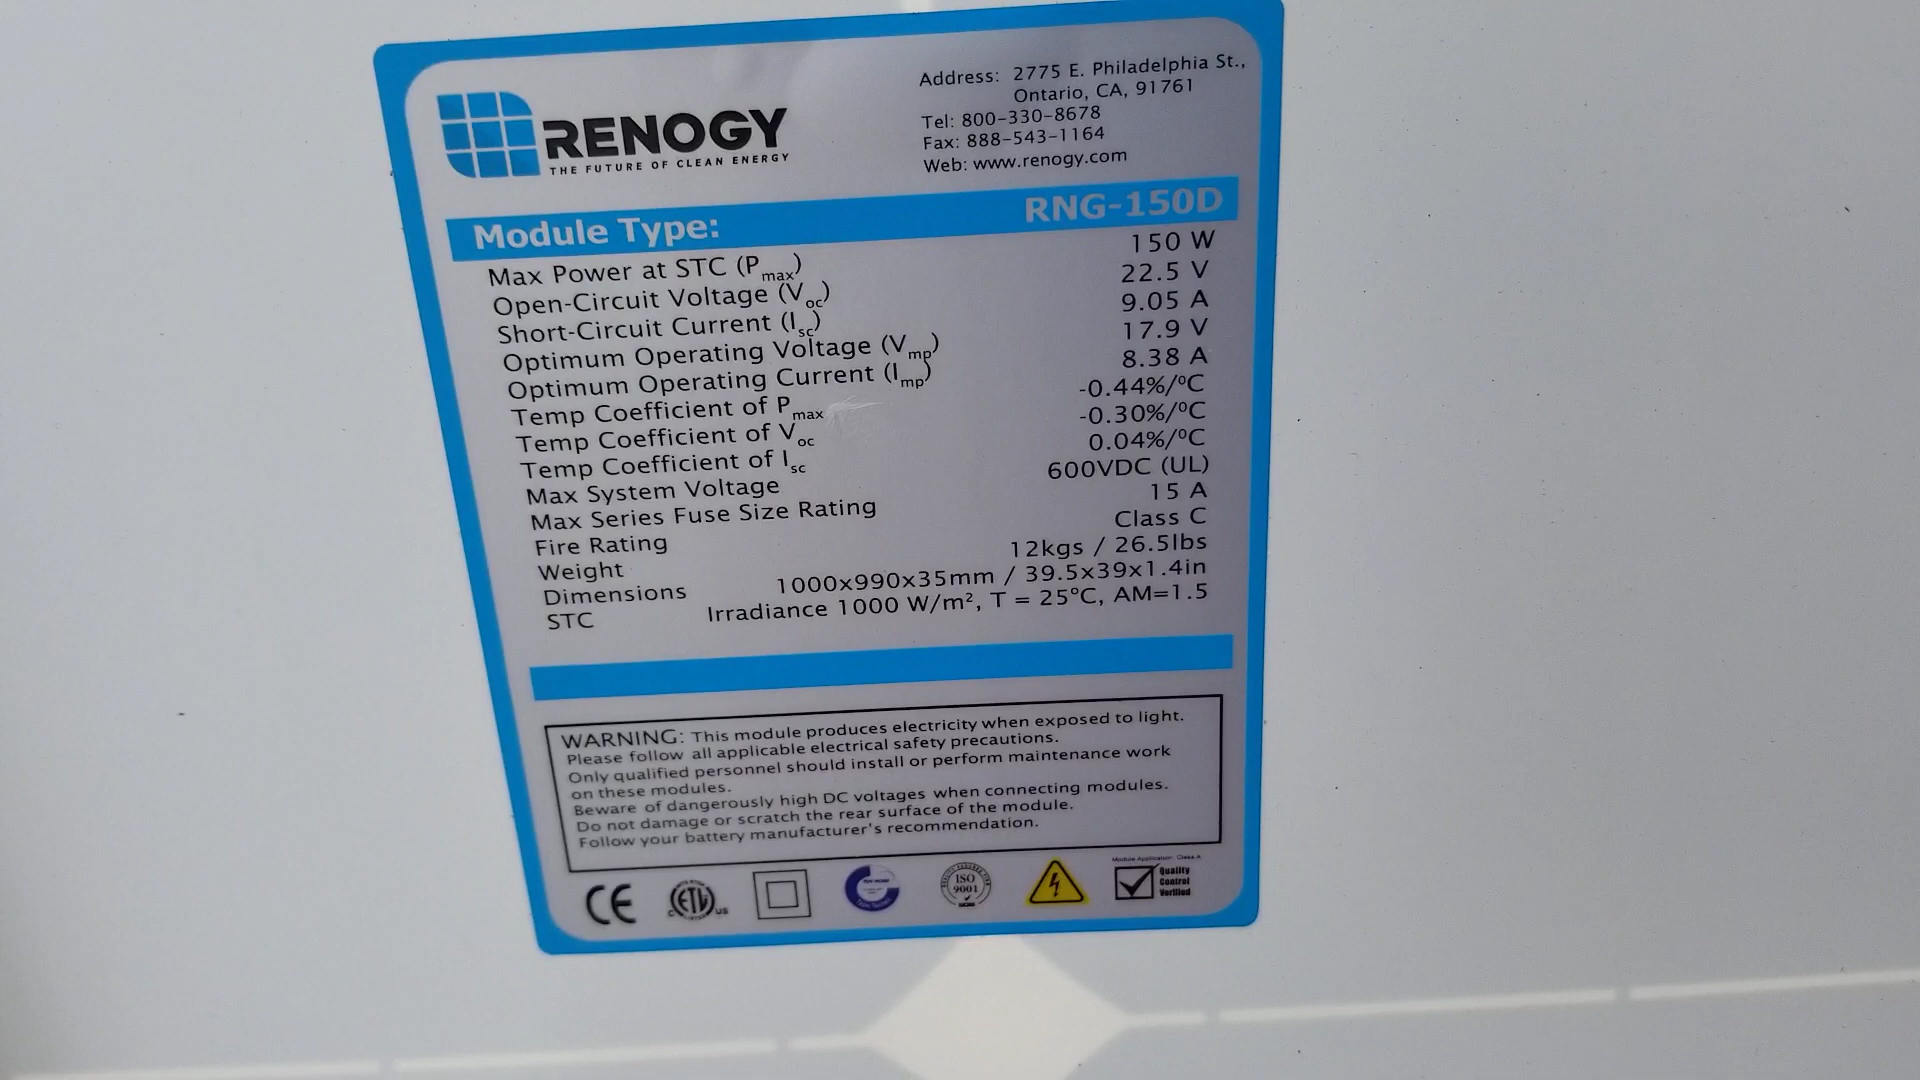 RENOGY
THE FUTURE OF CLEAN ENERGY
Address: 2775 E. Philadelphia St.,
Ontario, CA, 91761
Tel: 800-330-8678
Fax: 888-543-1164
Web: www.renogy.com
Module Type: RNG-150D
Max Power at STC (Pmax) 150 W
Open-Circuit Voltage (Voc) 22.5 V
Short-Circuit Current (Isc) 9.05 A
Optimum Operating Voltage (Vmp) 17.9 V
Optimum Operating Current (Imp) 8.38 A
Temp Coefficient of Pmax -0.44%/ºC
Temp Coefficient of Voc -0.30%/ºC
Temp Coefficient of Isc 0.04%/ºC
Max System Voltage 600VDC (UL)
Max Series Fuse Size Rating 15 A
Fire Rating Class C
Weight 12kgs / 26.5lbs
Dimensions 1000x990x35mm / 39.5x39x1.4in
STC Irradiance 1000 W/m², T = 25°C, AM=1.5
WARNING: This module produces electricity when exposed to light.
Please follow all applicable electrical safety precautions.
Only qualified personnel should install or perform maintenance work
on these modules.
Beware of dangerously high DC voltages when connecting modules.
Do not damage or scratch the rear surface of the module.
Follow your battery manufacturer's recommendation.
CE
C ETL US
ISO
9001
Module Application: Class A
Quality
Control
Verified